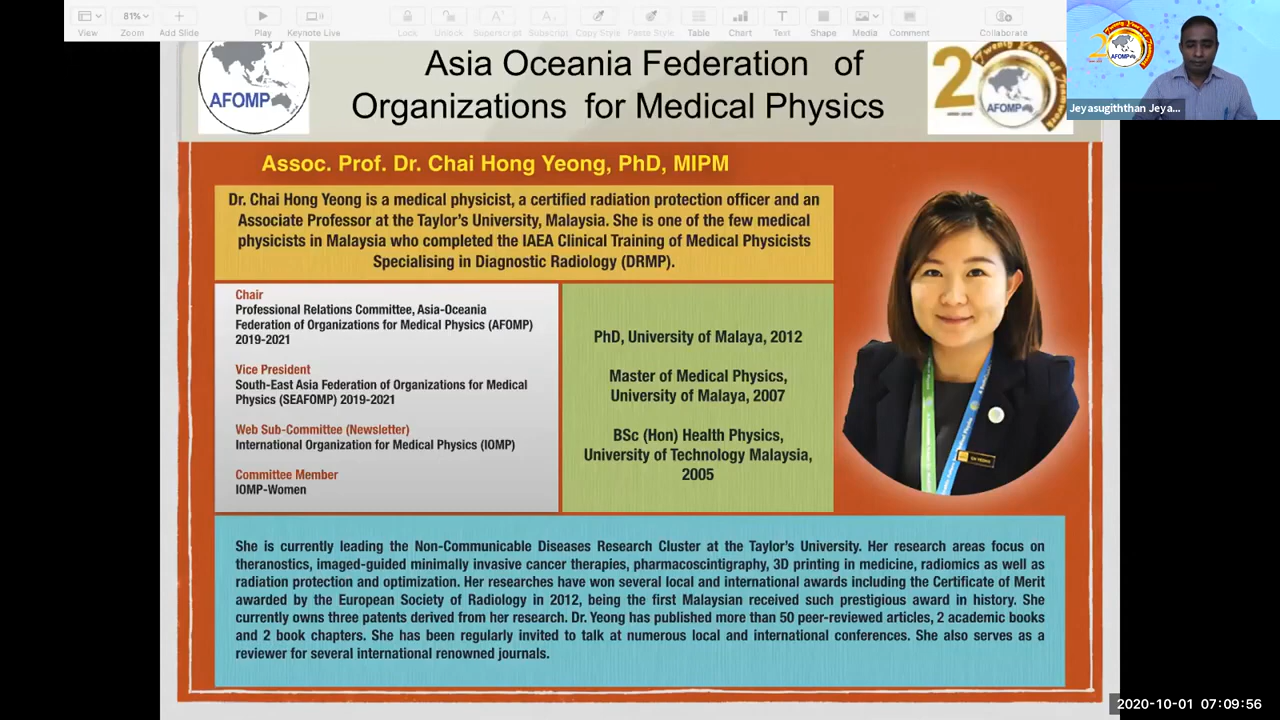 81%
View
Zoom
Add Slide
Play
Keynote Live
Lock
Unlock
Superscript
Subscript
Copy Style
Paste Style
Table
Chart
Text
Shape
Media
Comment
Collaborate
AFOMP
Jeyasugiththan Jeya...
Asia Oceania Federation of
Organizations for Medical Physics
AFOMP
20
AFOMP
Assoc. Prof. Dr. Chai Hong Yeong, PhD, MIPM
Dr. Chai Hong Yeong is a medical physicist, a certified radiation protection officer and an
Associate Professor at the Taylor's University, Malaysia. She is one of the few medical
physicists in Malaysia who completed the IAEA Clinical Training of Medical Physicists
Specialising in Diagnostic Radiology (DRMP).
Chair
Professional Relations Committee, Asia-Oceania
Federation of Organizations for Medical Physics (AFOMP)
2019-2021
Vice President
South-East Asia Federation of Organizations for Medical
Physics (SEAFOMP) 2019-2021
Web Sub-Committee (Newsletter)
International Organization for Medical Physics (IOMP)
Committee Member
IOMP-Women
PhD, University of Malaya, 2012
Master of Medical Physics,
University of Malaya, 2007
BSc (Hon) Health Physics,
University of Technology Malaysia,
2005
She is currently leading the Non-Communicable Diseases Research Cluster at the Taylor's University. Her research areas focus on
theranostics, imaged-guided minimally invasive cancer therapies, pharmacoscintigraphy, 3D printing in medicine, radiomics as well as
radiation protection and optimization. Her researches have won several local and international awards including the Certificate of Merit
awarded by the European Society of Radiology in 2012, being the first Malaysian received such prestigious award in history. She
currently owns three patents derived from her research. Dr. Yeong has published more than 50 peer-reviewed articles, 2 academic books
and 2 book chapters. She has been regularly invited to talk at numerous local and international conferences. She also serves as a
reviewer for several international renowned journals.
2020-10-01 07:09:56